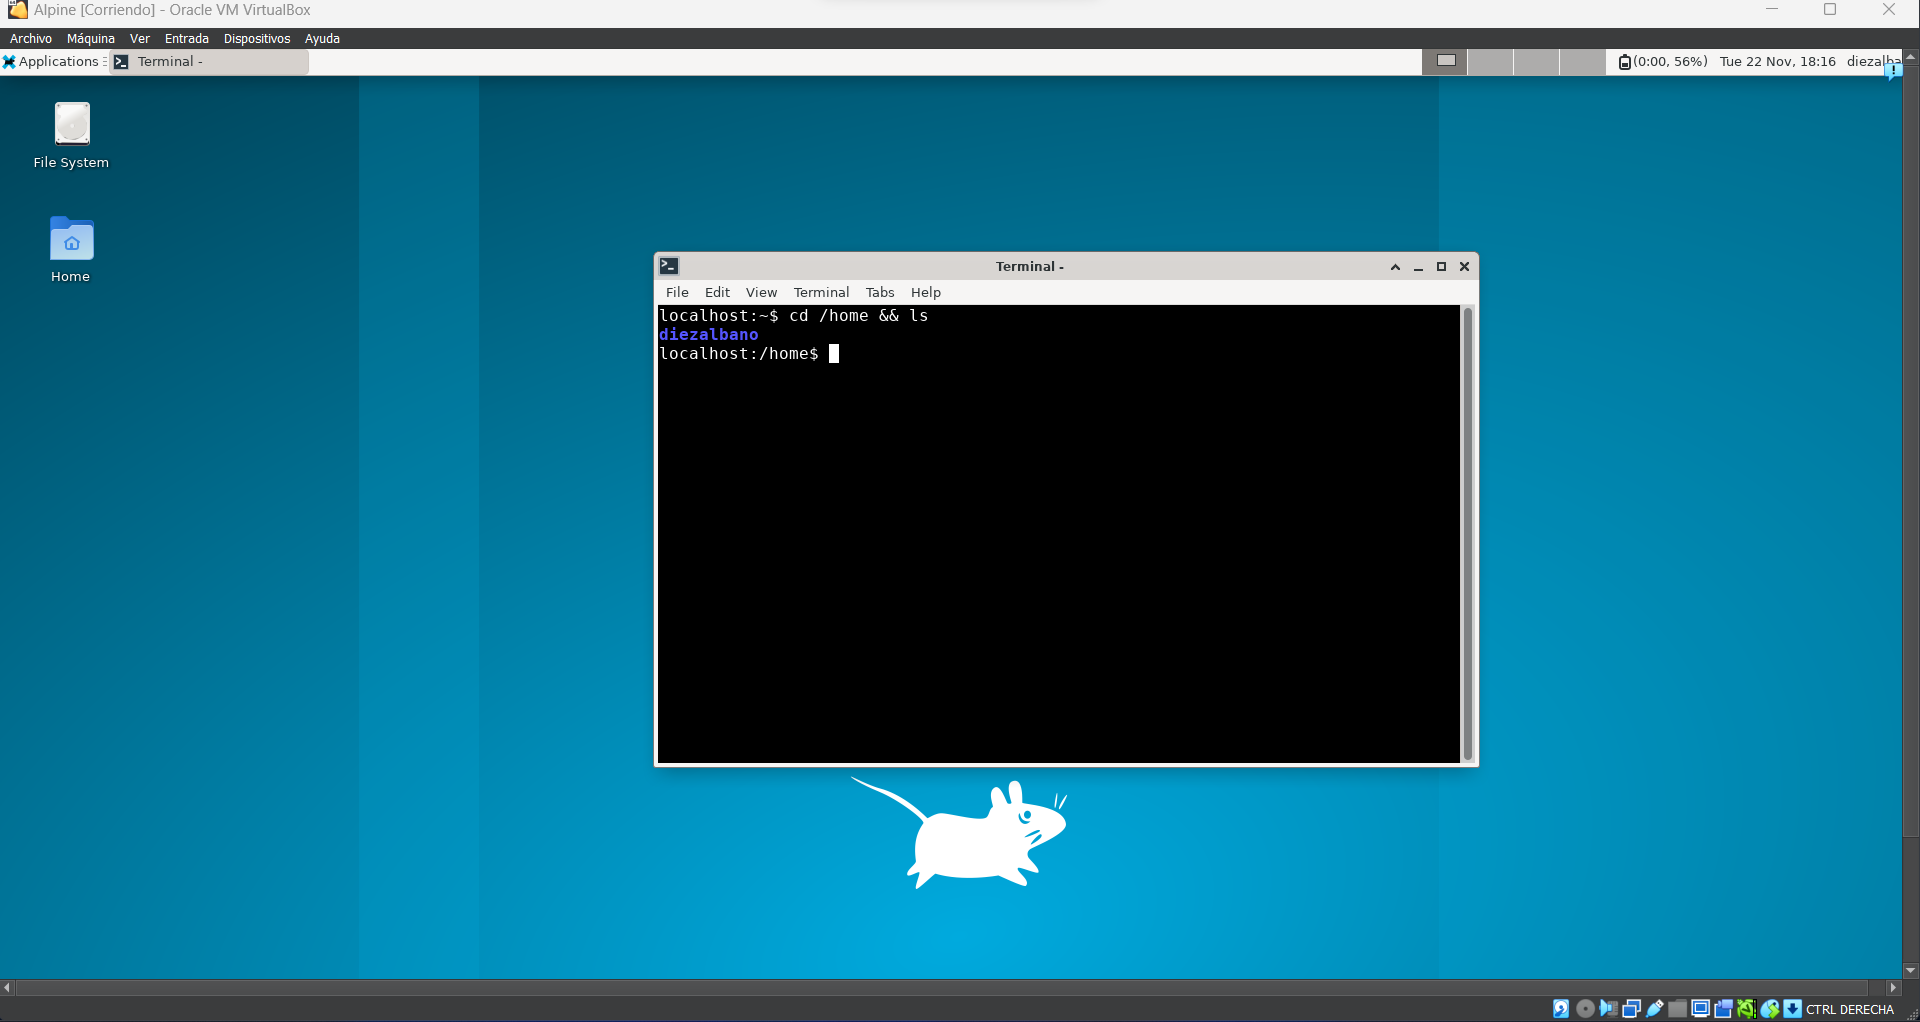 Alpine [Corriendo] - Oracle VM VirtualBox
Archivo Máquina Ver Entrada Dispositivos Ayuda
Applications Terminal - (0:00, 56%) Tue 22 Nov, 18:16 diezalba
File System
Home
Terminal -
File Edit View Terminal Tabs Help
localhost:~$ cd /home && ls
diezalbano
localhost:/home$
CTRL DERECHA